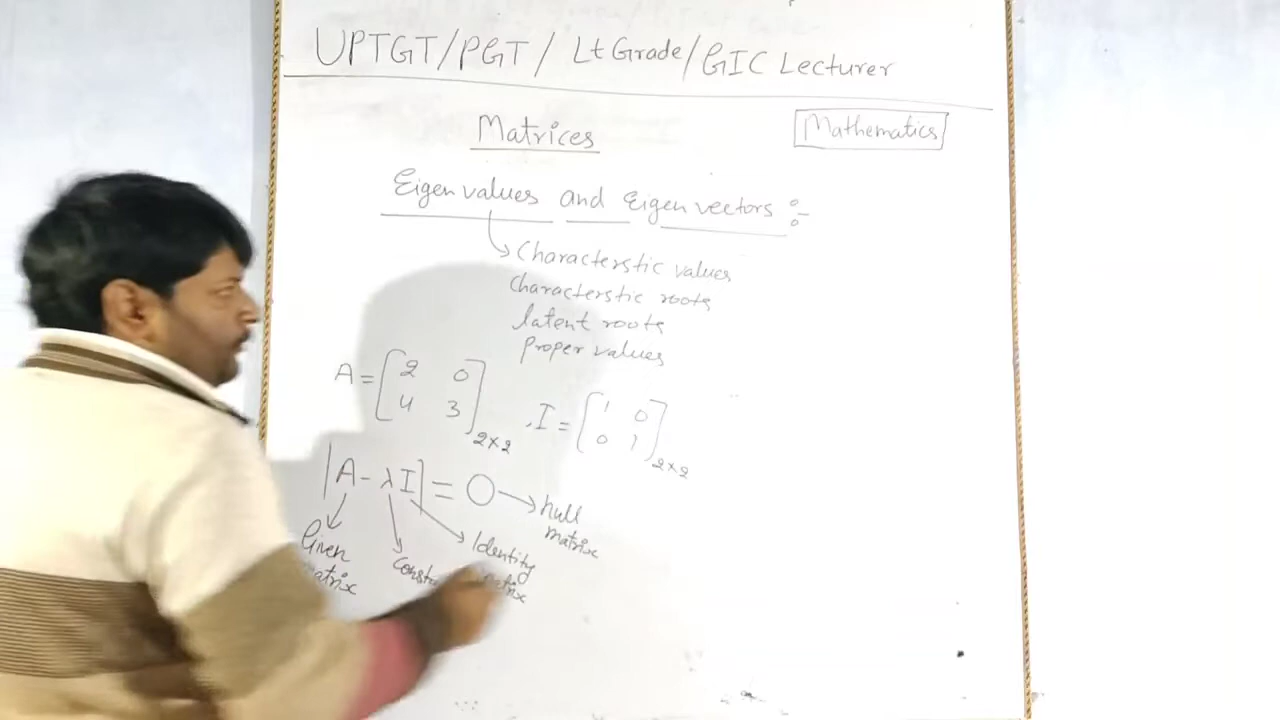 UPTGT/PGT/ Lt Grade/GIC Lecturer
Matrices
Mathematics
Eigen values and Eigen vectors :-
Characterstic values
Characterstic roots
latent roots
Proper values
A = [2 0
4 3] 2×2 , I = [1 0
0 1] 2×2
|A - λI| = O → null matrix
Given matrix
Identity